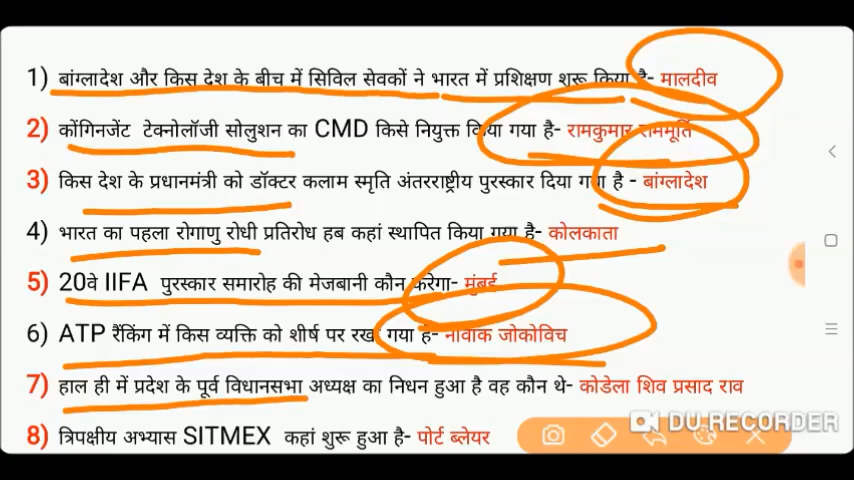 1) बांग्लादेश और किस देश के बीच में सिविल सेवकों ने भारत में प्रशिक्षण शुरू किया है- मालदीव
2) कोंगिनजेंट टेक्नोलॉजी सोलुशन का CMD किसे नियुक्त किया गया है- रामकुमार राममूर्ति
3) किस देश के प्रधानमंत्री को डॉक्टर कलाम स्मृति अंतरराष्ट्रीय पुरस्कार दिया गया है - बांग्लादेश
4) भारत का पहला रोगाणु रोधी प्रतिरोध हब कहां स्थापित किया गया है- कोलकाता
5) 20वे IIFA पुरस्कार समारोह की मेजबानी कौन करेगा- मुंबई
6) ATP रैंकिंग में किस व्यक्ति को शीर्ष पर रखा गया है- नोवाक जोकोविच
7) हाल ही में प्रदेश के पूर्व विधानसभा अध्यक्ष का निधन हुआ है वह कौन थे- कोडेला शिव प्रसाद राव
DU RECORDER
8) त्रिपक्षीय अभ्यास SITMEX कहां शुरू हुआ है- पोर्ट ब्लेयर